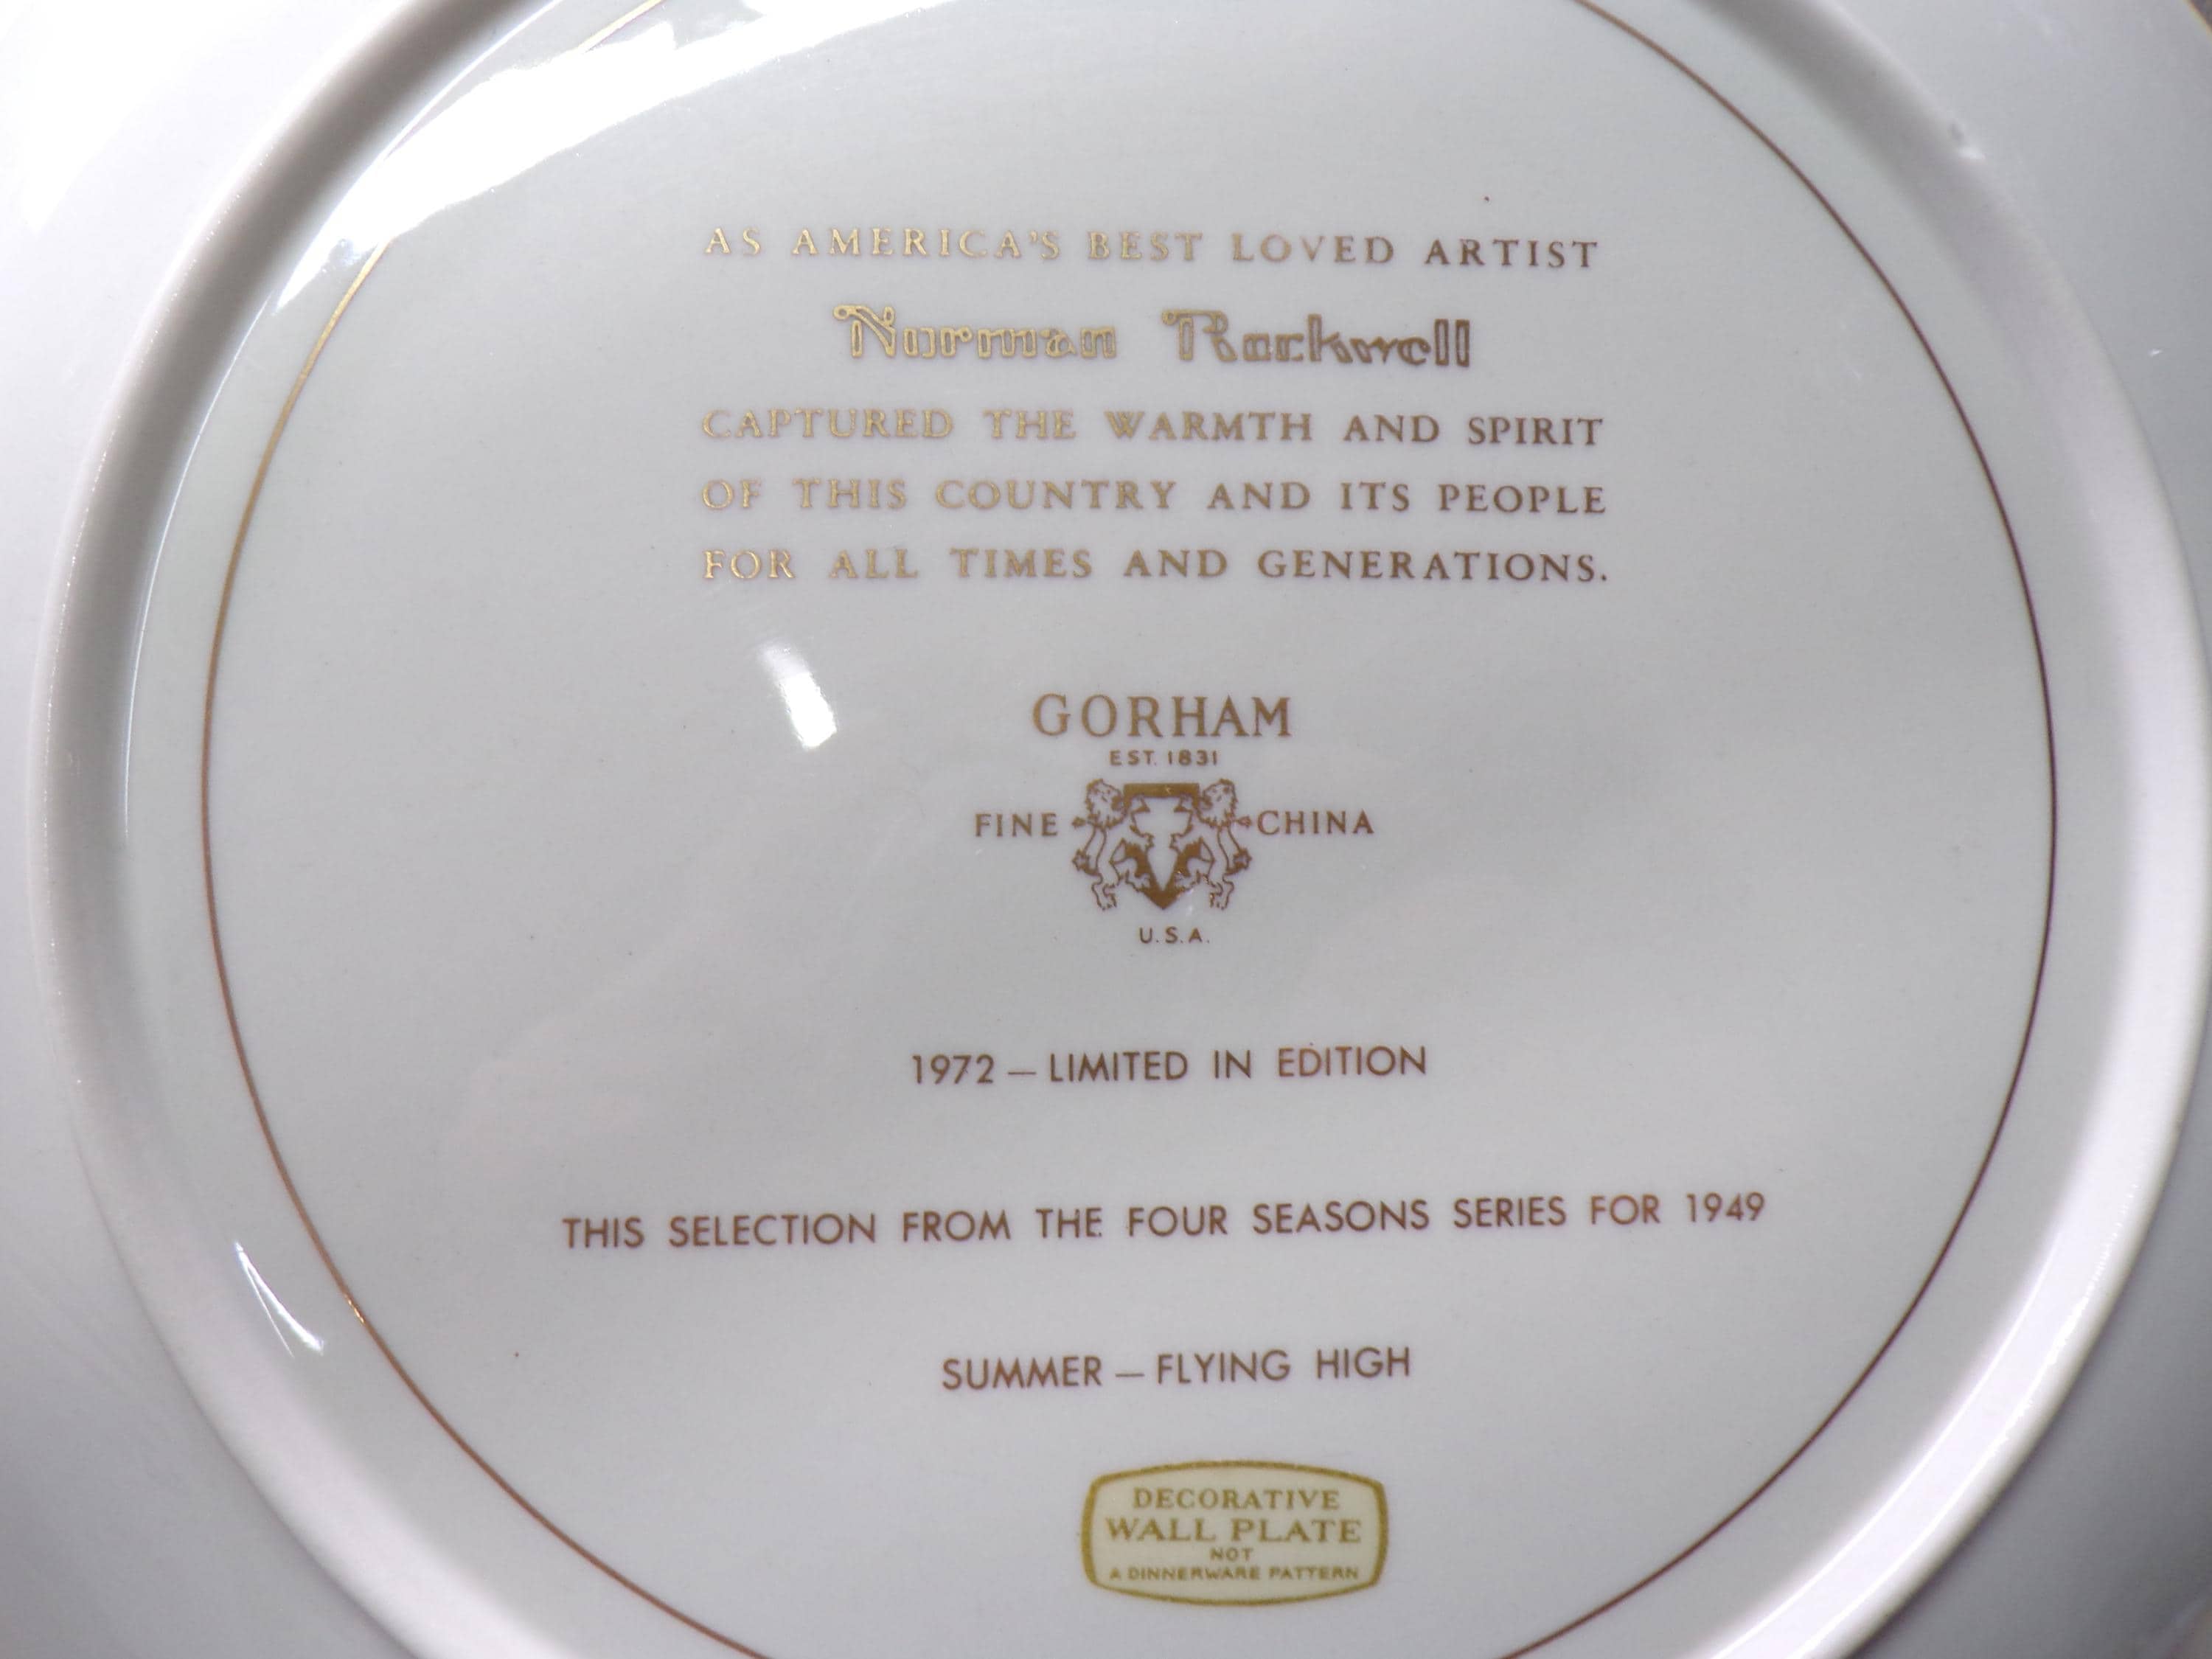 AS AMERICA'S BEST LOVED ARTIST
Norman Rockwell
CAPTURED THE WARMTH AND SPIRIT
OF THIS COUNTRY AND ITS PEOPLE
FOR ALL TIMES AND GENERATIONS.
GORHAM
EST. 1831
FINE CHINA
U.S.A.
1972 — LIMITED IN EDITION
THIS SELECTION FROM THE FOUR SEASONS SERIES FOR 1949
SUMMER — FLYING HIGH
DECORATIVE
WALL PLATE
NOT
A DINNERWARE PATTERN